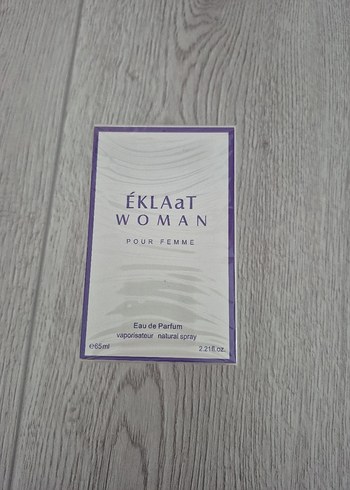 ÉKLAaT
WOMAN
POUR FEMME
Eau de Parfum
vaporisateur natural spray
℮65ml 2.21fl.oz.